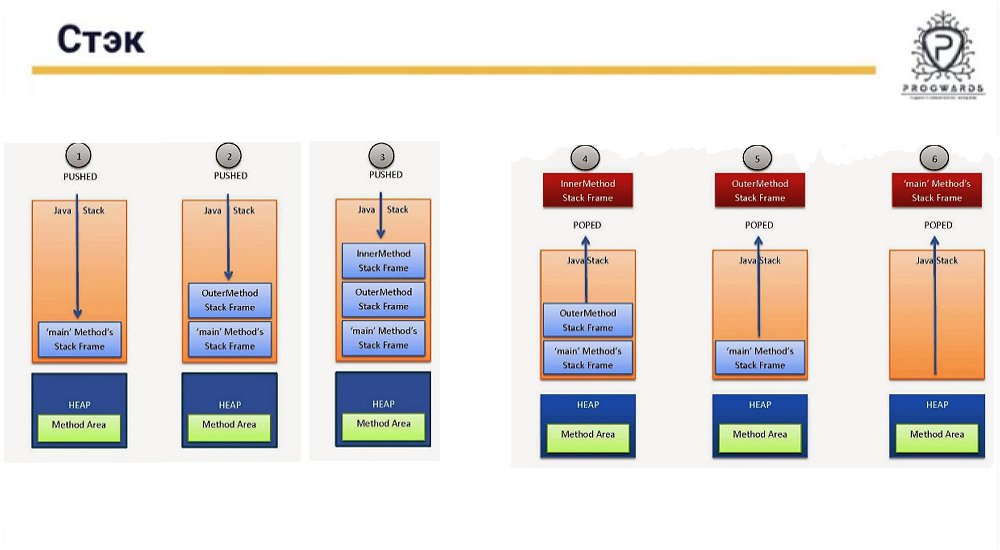 Стэк
PROGWARDS
1
PUSHED
Java Stack
'main' Method's
Stack Frame
HEAP
Method Area
2
PUSHED
Java Stack
OuterMethod
Stack Frame
'main' Method's
Stack Frame
HEAP
Method Area
3
PUSHED
Java Stack
InnerMethod
Stack Frame
OuterMethod
Stack Frame
'main' Method's
Stack Frame
HEAP
Method Area
4
InnerMethod
Stack Frame
POPED
Java Stack
OuterMethod
Stack Frame
'main' Method's
Stack Frame
HEAP
Method Area
5
OuterMethod
Stack Frame
POPED
Java Stack
'main' Method's
Stack Frame
HEAP
Method Area
6
'main' Method's
Stack Frame
POPED
Java Stack
HEAP
Method Area